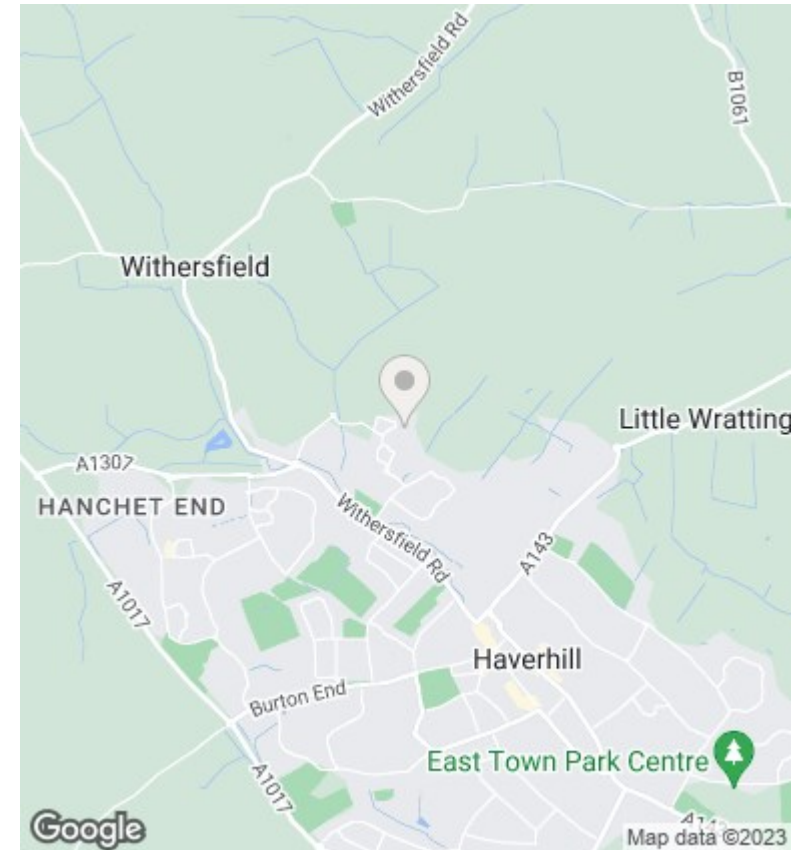 Withersfield Rd
B1061
Withersfield
Little Wratting
A1307
HANCHET END
Withersfield Rd
A143
A1017
Haverhill
Burton End
East Town Park Centre
A1017
A143
Google
Map data ©2023